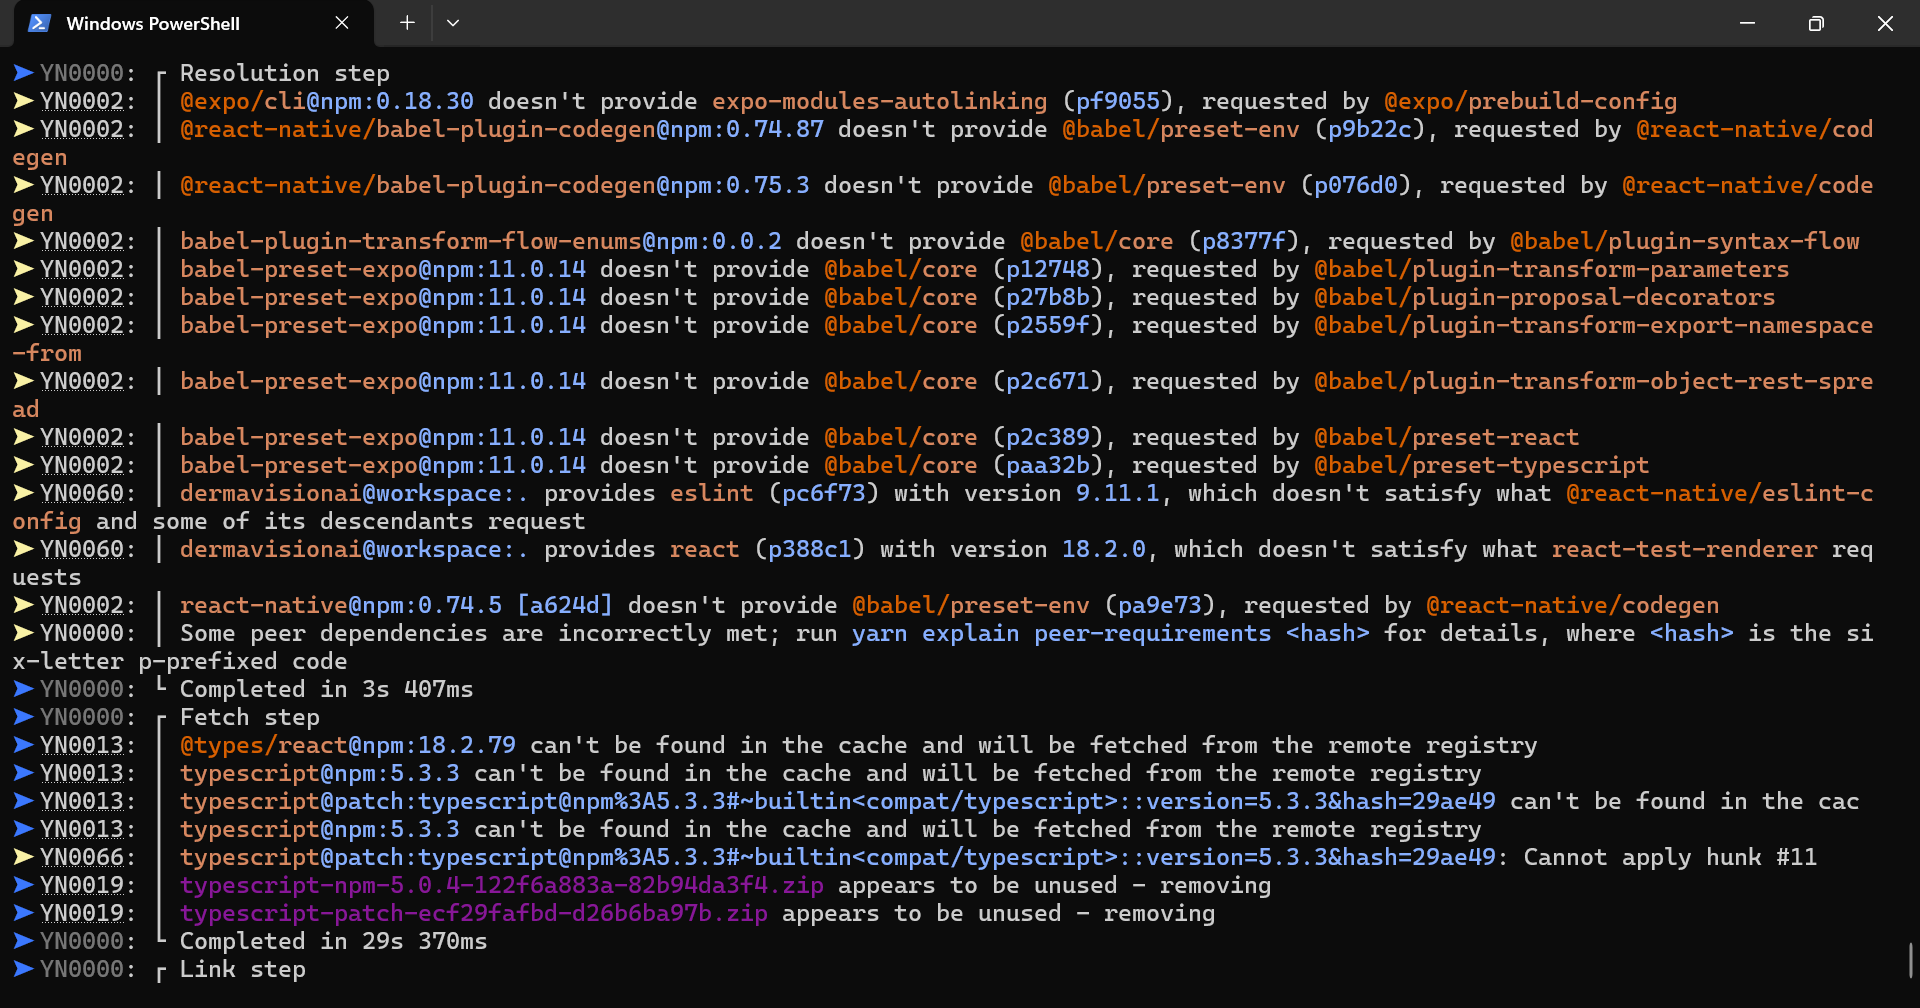 Windows PowerShell
➤ YN0000: ┌ Resolution step
➤ YN0002: │ @expo/cli@npm:0.18.30 doesn't provide expo-modules-autolinking (pf9055), requested by @expo/prebuild-config
➤ YN0002: │ @react-native/babel-plugin-codegen@npm:0.74.87 doesn't provide @babel/preset-env (p9b22c), requested by @react-native/cod
egen
➤ YN0002: │ @react-native/babel-plugin-codegen@npm:0.75.3 doesn't provide @babel/preset-env (p076d0), requested by @react-native/code
gen
➤ YN0002: │ babel-plugin-transform-flow-enums@npm:0.0.2 doesn't provide @babel/core (p8377f), requested by @babel/plugin-syntax-flow
➤ YN0002: │ babel-preset-expo@npm:11.0.14 doesn't provide @babel/core (p12748), requested by @babel/plugin-transform-parameters
➤ YN0002: │ babel-preset-expo@npm:11.0.14 doesn't provide @babel/core (p27b8b), requested by @babel/plugin-proposal-decorators
➤ YN0002: │ babel-preset-expo@npm:11.0.14 doesn't provide @babel/core (p2559f), requested by @babel/plugin-transform-export-namespace
-from
➤ YN0002: │ babel-preset-expo@npm:11.0.14 doesn't provide @babel/core (p2c671), requested by @babel/plugin-transform-object-rest-spre
ad
➤ YN0002: │ babel-preset-expo@npm:11.0.14 doesn't provide @babel/core (p2c389), requested by @babel/preset-react
➤ YN0002: │ babel-preset-expo@npm:11.0.14 doesn't provide @babel/core (paa32b), requested by @babel/preset-typescript
➤ YN0060: │ dermavisionai@workspace:. provides eslint (pc6f73) with version 9.11.1, which doesn't satisfy what @react-native/eslint-c
onfig and some of its descendants request
➤ YN0060: │ dermavisionai@workspace:. provides react (p388c1) with version 18.2.0, which doesn't satisfy what react-test-renderer req
uests
➤ YN0002: │ react-native@npm:0.74.5 [a624d] doesn't provide @babel/preset-env (pa9e73), requested by @react-native/codegen
➤ YN0000: │ Some peer dependencies are incorrectly met; run yarn explain peer-requirements <hash> for details, where <hash> is the si
x-letter p-prefixed code
➤ YN0000: └ Completed in 3s 407ms
➤ YN0000: ┌ Fetch step
➤ YN0013: │ @types/react@npm:18.2.79 can't be found in the cache and will be fetched from the remote registry
➤ YN0013: │ typescript@npm:5.3.3 can't be found in the cache and will be fetched from the remote registry
➤ YN0013: │ typescript@patch:typescript@npm%3A5.3.3#~builtin<compat/typescript>::version=5.3.3&hash=29ae49 can't be found in the cac
➤ YN0013: │ typescript@npm:5.3.3 can't be found in the cache and will be fetched from the remote registry
➤ YN0066: │ typescript@patch:typescript@npm%3A5.3.3#~builtin<compat/typescript>::version=5.3.3&hash=29ae49: Cannot apply hunk #11
➤ YN0019: │ typescript-npm-5.0.4-122f6a883a-82b94da3f4.zip appears to be unused - removing
➤ YN0019: │ typescript-patch-ecf29fafbd-d26b6ba97b.zip appears to be unused - removing
➤ YN0000: └ Completed in 29s 370ms
➤ YN0000: ┌ Link step